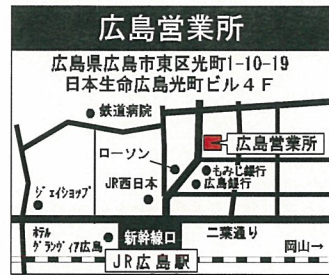 広島営業所
広島県広島市東区光町1-10-19
日本生命広島光町ビル4F
鉄道病院
広島営業所
ローソン
もみじ銀行
広島銀行
JR西日本
ジェイショップ
ホテル
グランヴィア広島
新幹線口
二葉通り
岡山→
JR広島駅